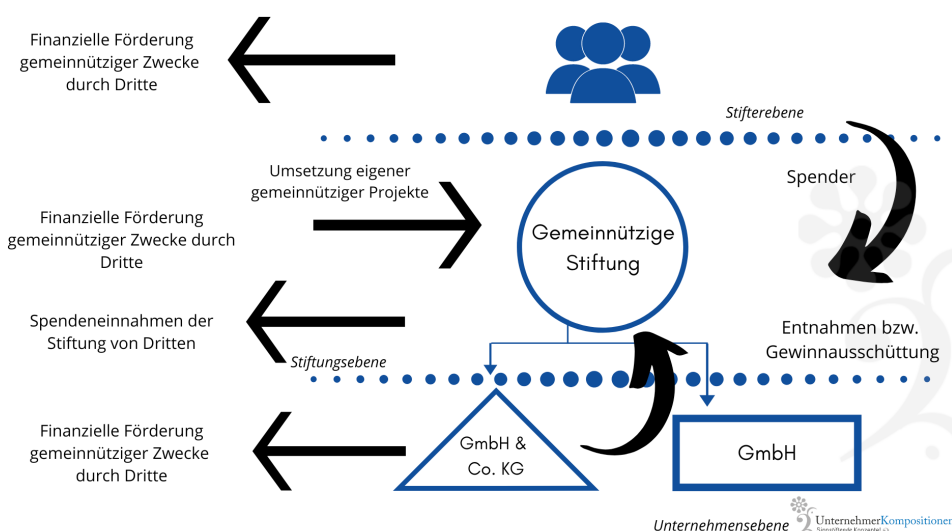 Finanzielle Förderung
gemeinnütziger Zwecke
durch Dritte
Stifterebene
Umsetzung eigener
gemeinnütziger Projekte
Spender
Finanzielle Förderung
gemeinnütziger Zwecke durch
Dritte
Gemeinnützige
Stiftung
Spendeneinnahmen der
Stiftung von Dritten
Entnahmen bzw.
Gewinnausschüttung
Stiftungsebene
Finanzielle Förderung
gemeinnütziger Zwecke
durch Dritte
GmbH &
Co. KG
GmbH
Unternehmensebene
UnternehmerKompositionen